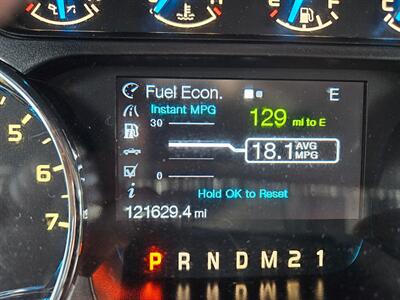 Fuel Econ. E
Instant MPG
129 mi to E
30
18.1 AVG MPG
0
Hold OK to Reset
121629.4 mi
5
6
7
P R N D M 2 1